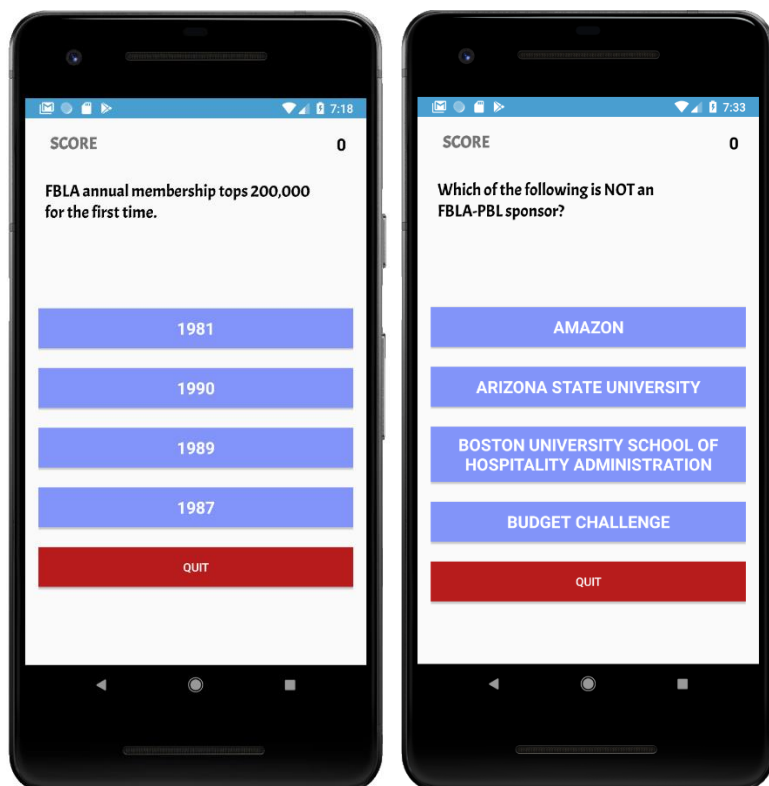 7:18
SCORE
0
FBLA annual membership tops 200,000
for the first time.
1981
1990
1989
1987
QUIT
7:33
SCORE
0
Which of the following is NOT an
FBLA-PBL sponsor?
AMAZON
ARIZONA STATE UNIVERSITY
BOSTON UNIVERSITY SCHOOL OF
HOSPITALITY ADMINISTRATION
BUDGET CHALLENGE
QUIT